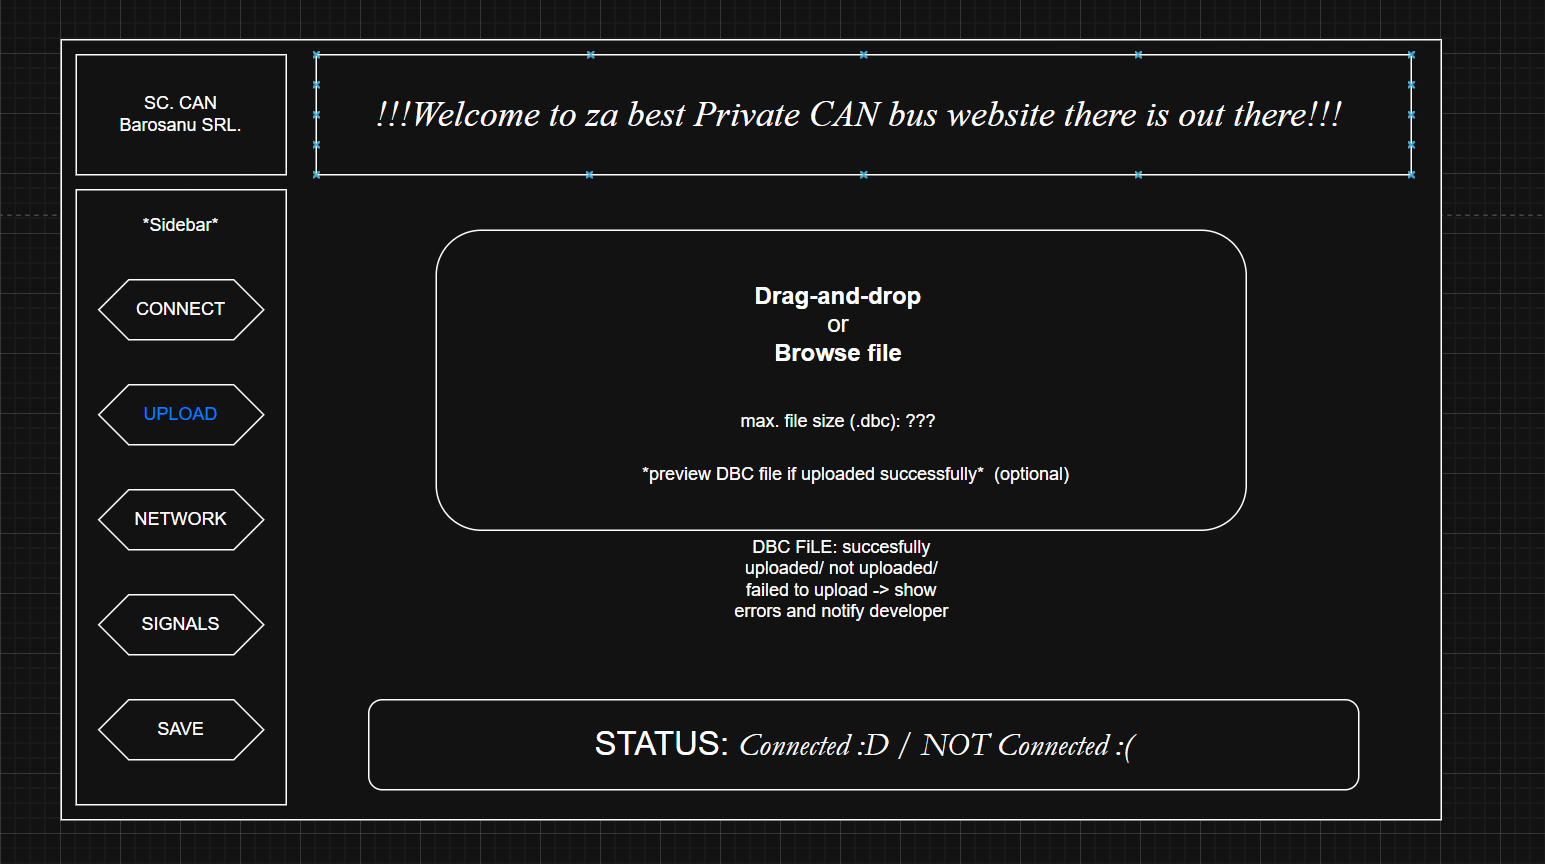 SC. CAN
Barosanu SRL.
!!!Welcome to za best Private CAN bus website there is out there!!!
*Sidebar*
CONNECT
UPLOAD
NETWORK
SIGNALS
SAVE
Drag-and-drop
or
Browse file
max. file size (.dbc): ???
*preview DBC file if uploaded successfully*  (optional)
DBC FiLE: succesfully
uploaded/ not uploaded/
failed to upload -> show
errors and notify developer
STATUS: Connected :D / NOT Connected :(